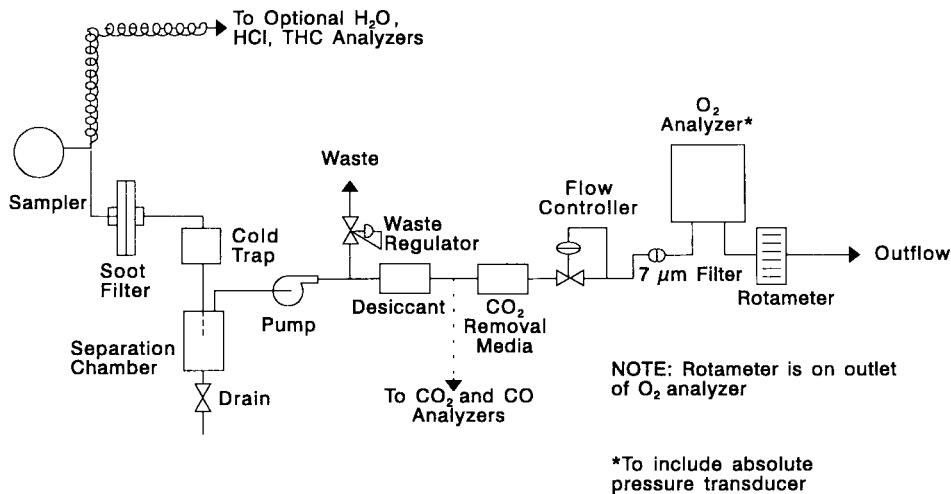 To Optional H₂O,
HCl, THC Analyzers
Sampler
Soot
Filter
Cold
Trap
Separation
Chamber
Drain
Pump
Waste
Waste
Regulator
Desiccant
CO₂
Removal
Media
To CO₂ and CO
Analyzers
Flow
Controller
7 μm Filter
O₂
Analyzer*
Rotameter
Outflow
NOTE: Rotameter is on outlet
of O₂ analyzer
*To include absolute
pressure transducer